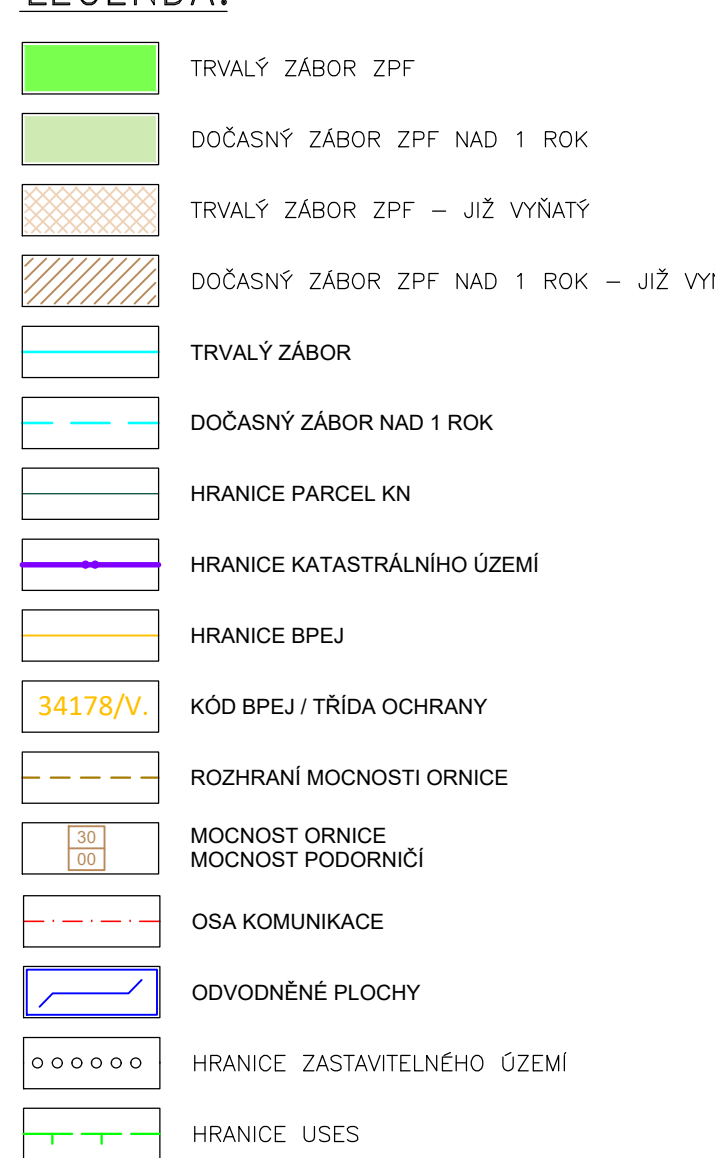 LEGENDA:
TRVALÝ ZÁBOR ZPF
DOČASNÝ ZÁBOR ZPF NAD 1 ROK
TRVALÝ ZÁBOR ZPF – JIŽ VYŇATÝ
DOČASNÝ ZÁBOR ZPF NAD 1 ROK – JIŽ
TRVALÝ ZÁBOR
DOČASNÝ ZÁBOR NAD 1 ROK
HRANICE PARCEL KN
HRANICE KATASTRÁLNÍHO ÚZEMÍ
HRANICE BPEJ
34178/V. KÓD BPEJ / TŘÍDA OCHRANY
ROZHRANÍ MOCNOSTI ORNICE
30 MOCNOST ORNICE
00 MOCNOST PODORNIČÍ
OSA KOMUNIKACE
ODVODNĚNÉ PLOCHY
HRANICE ZASTAVITELNÉHO ÚZEMÍ
HRANICE USES